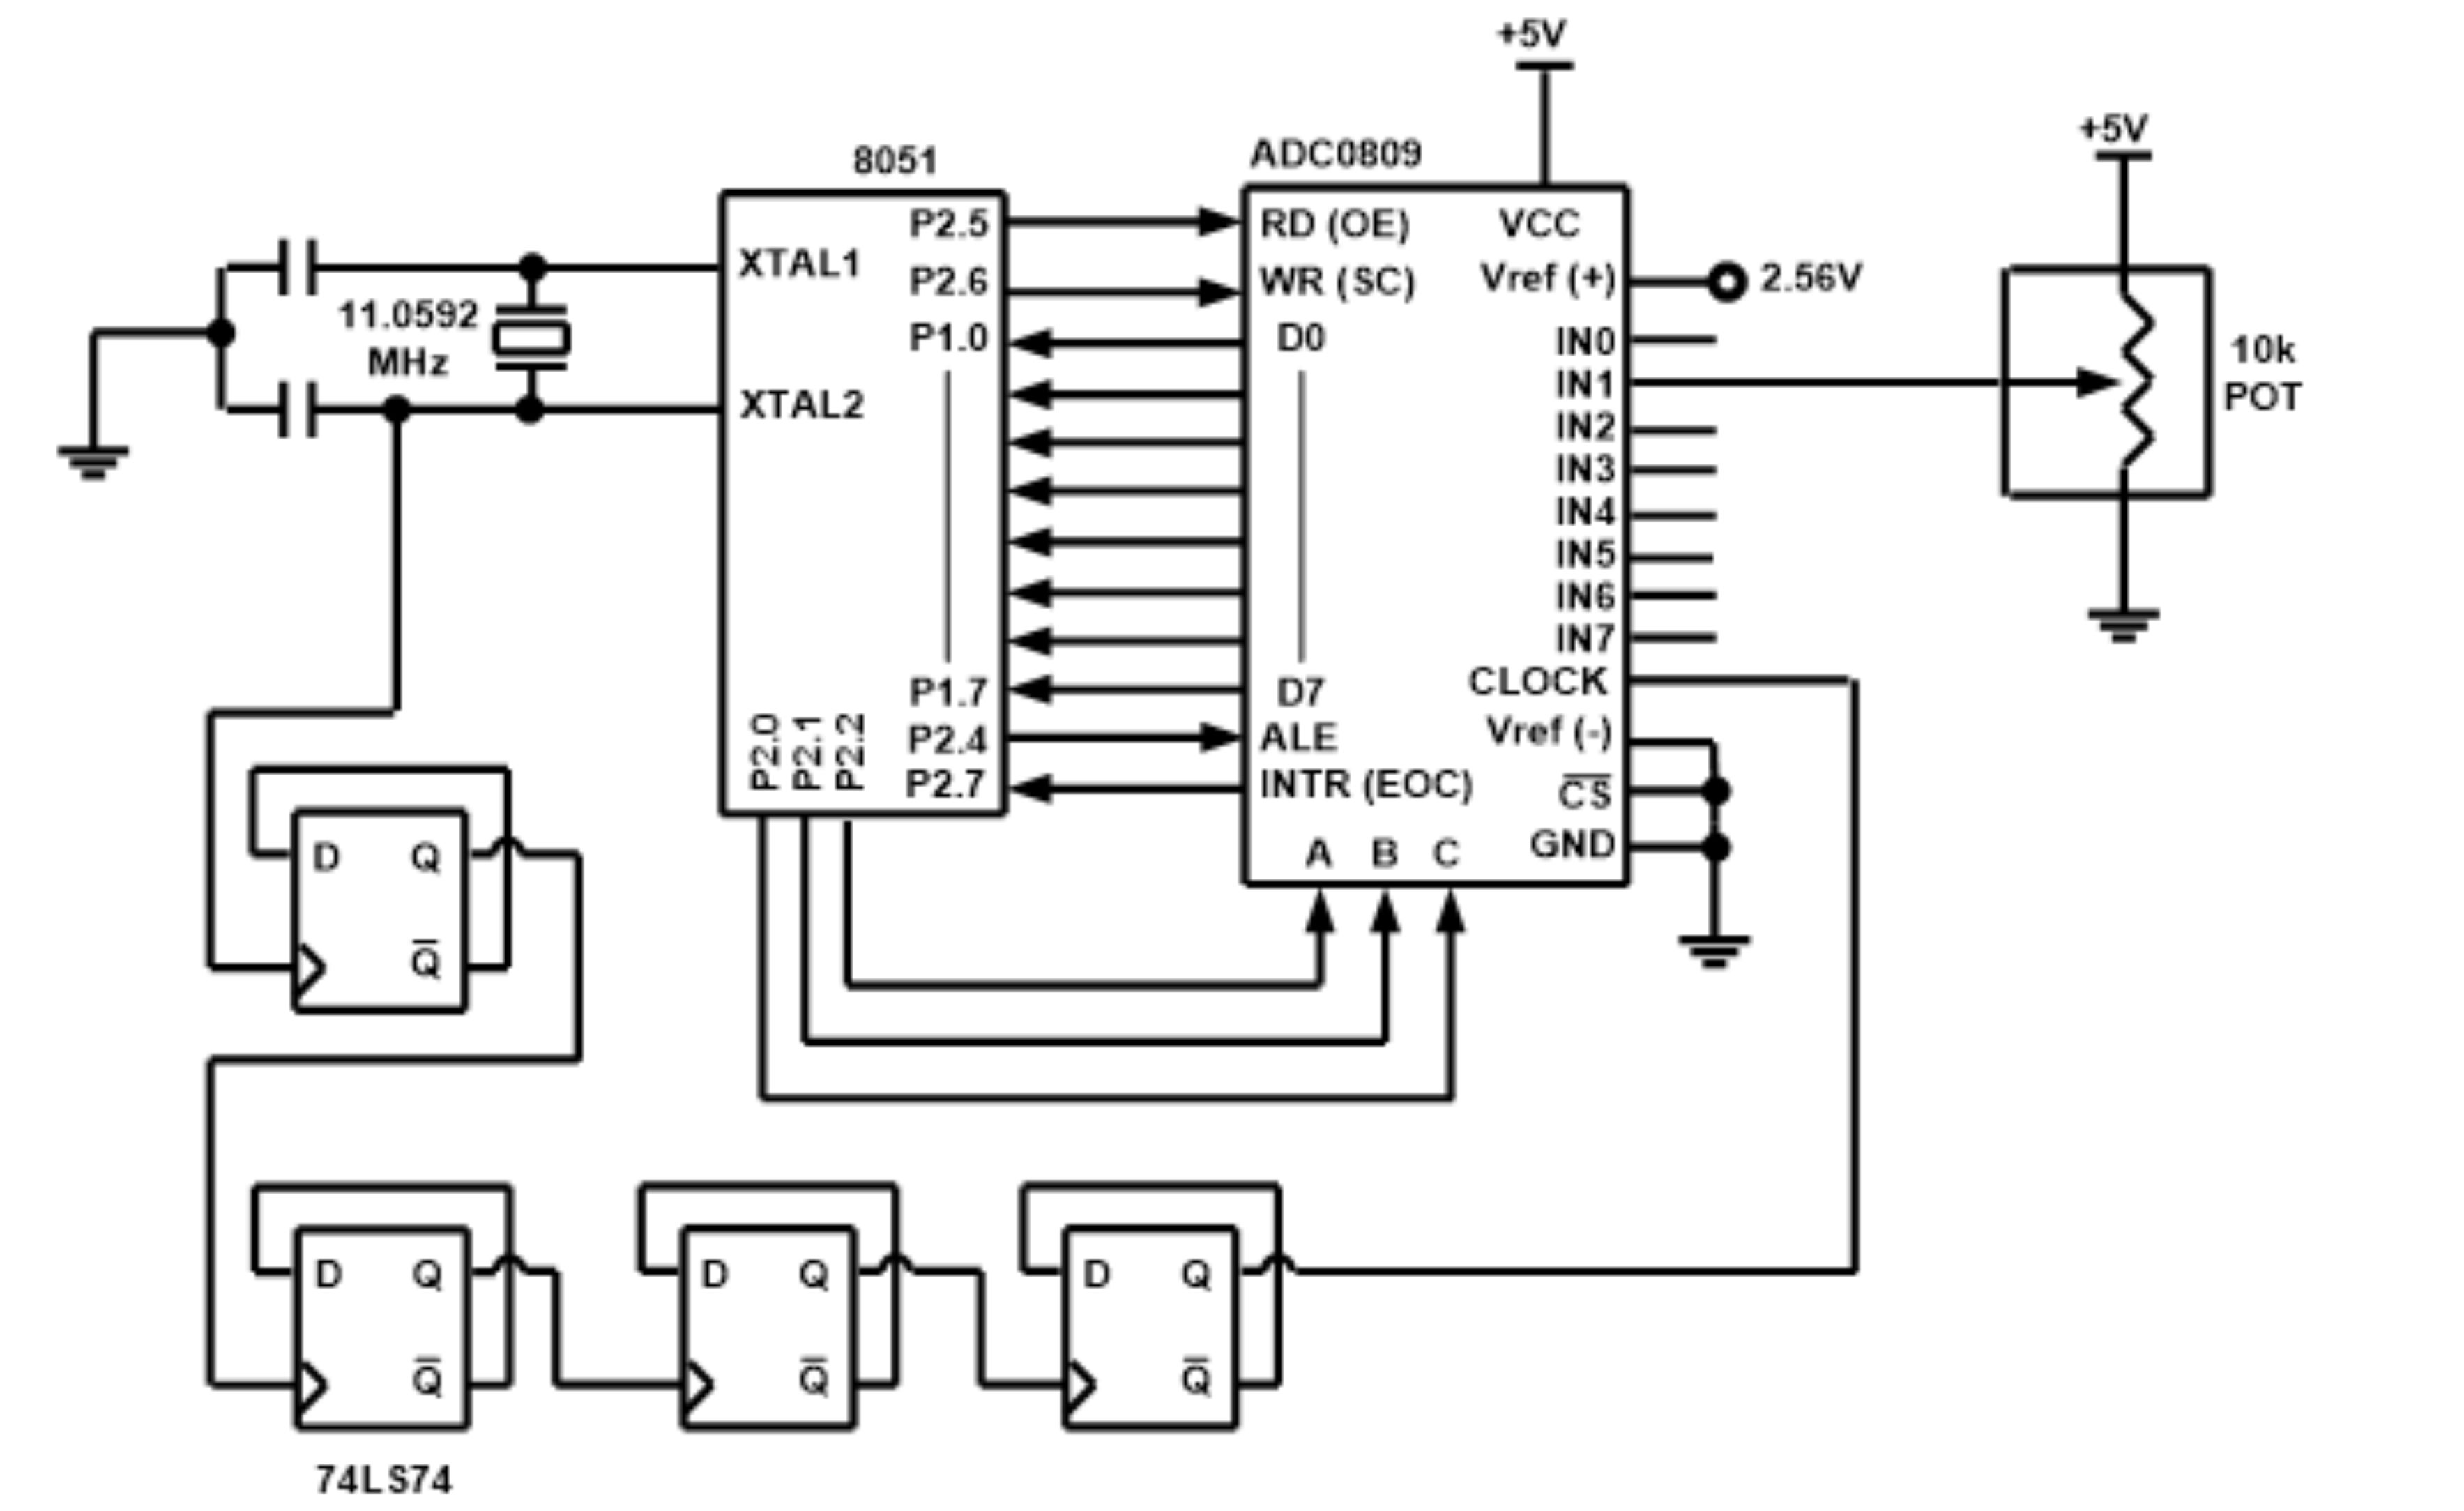 +5V
+5V
8051
ADC0809
P2.5
RD (OE)
VCC
XTAL1
P2.6
WR (SC)
Vref (+)
2.56V
11.0592
MHz
P1.0
D0
IN0
IN1
10k
POT
XTAL2
IN2
IN3
IN4
IN5
IN6
IN7
P1.7
D7
CLOCK
P2.0
P2.1
P2.2
P2.4
ALE
Vref (-)
P2.7
INTR (EOC)
C̅S̅
A B C
GND
D Q
Q̅
D Q
Q̅
D Q
Q̅
D Q
Q̅
74LS74